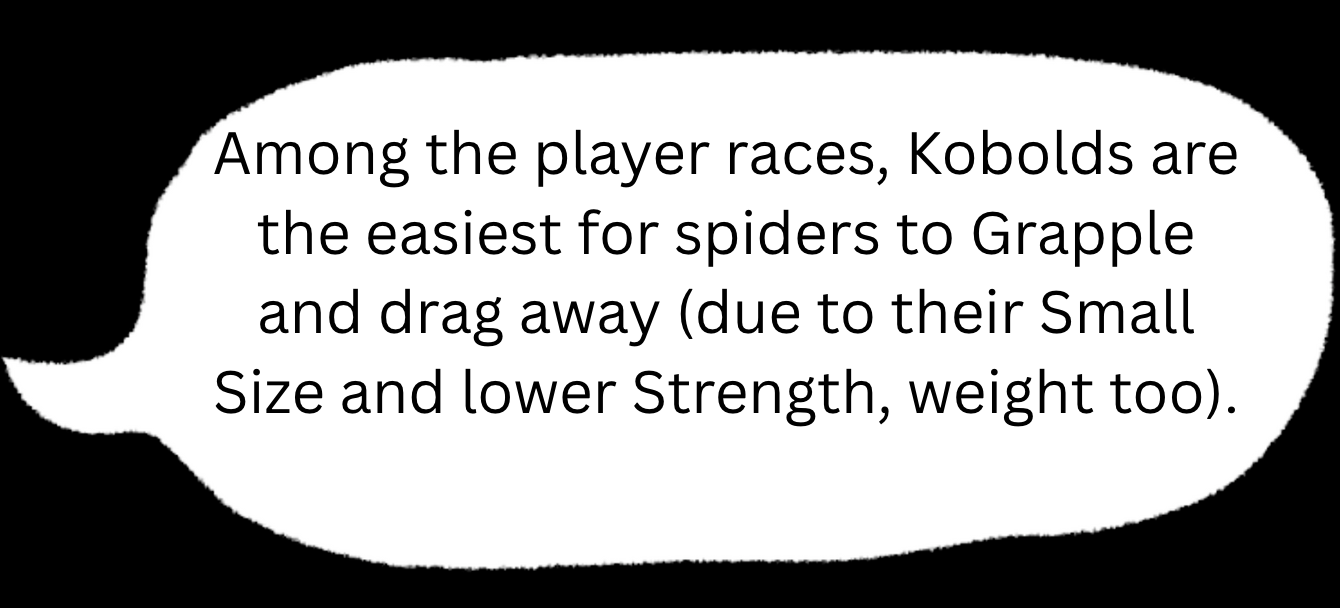 Among the player races, Kobolds are
the easiest for spiders to Grapple
and drag away (due to their Small
Size and lower Strength, weight too).